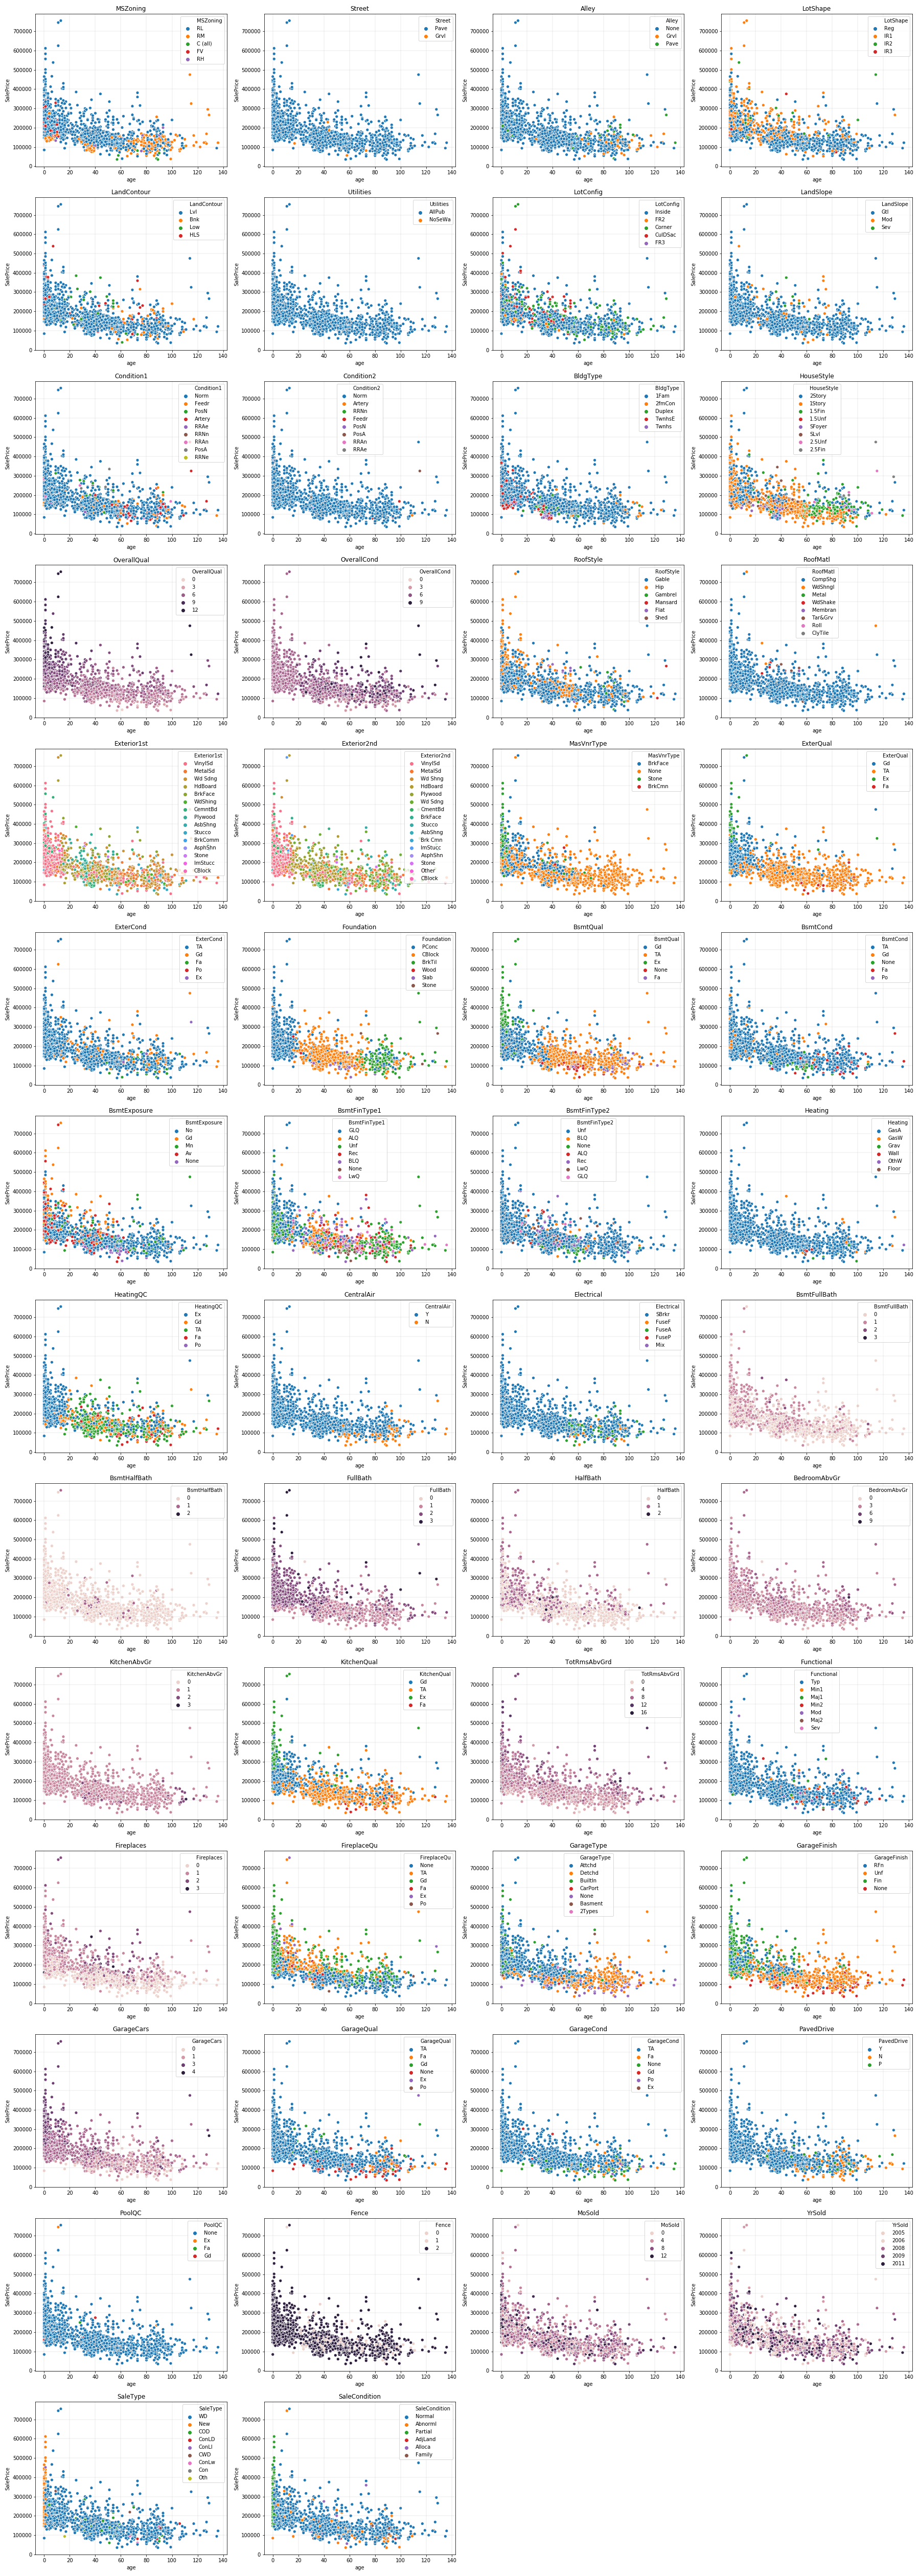 MSZoning
MSZoning
RL
RM
C (all)
FV
RH
SalePrice
700000
600000
500000
400000
300000
200000
100000
0
0 20 40 60 80 100 120 140
age
Street
Street
Pave
Grvl
Alley
Alley
None
Grvl
Pave
LotShape
LotShape
Reg
IR1
IR2
IR3
LandContour
LandContour
Lvl
Bnk
Low
HLS
Utilities
Utilities
AllPub
NoSeWa
LotConfig
LotConfig
Inside
FR2
Corner
CulDSac
FR3
LandSlope
LandSlope
Gtl
Mod
Sev
Condition1
Condition1
Norm
Feedr
PosN
Artery
RRAe
RRNn
RRAn
PosA
RRNe
Condition2
Condition2
Norm
Artery
RRNn
Feedr
PosN
PosA
RRAn
RRAe
BldgType
BldgType
1Fam
2fmCon
Duplex
TwnhsE
Twnhs
HouseStyle
HouseStyle
2Story
1Story
1.5Fin
1.5Unf
SFoyer
SLvl
2.5Unf
2.5Fin
OverallQual
OverallQual
0
3
6
9
12
OverallCond
OverallCond
0
3
6
9
RoofStyle
RoofStyle
Gable
Hip
Gambrel
Mansard
Flat
Shed
RoofMatl
RoofMatl
CompShg
WdShngl
Metal
WdShake
Membran
Tar&Grv
Roll
ClyTile
Exterior1st
Exterior1st
VinylSd
MetalSd
Wd Sdng
HdBoard
BrkFace
WdShing
CemntBd
Plywood
AsbShng
Stucco
BrkComm
AsphShn
Stone
ImStucc
CBlock
Exterior2nd
Exterior2nd
VinylSd
MetalSd
Wd Shng
HdBoard
Plywood
Wd Sdng
CmentBd
BrkFace
Stucco
AsbShng
Brk Cmn
ImStucc
AsphShn
Stone
Other
CBlock
MasVnrType
MasVnrType
BrkFace
None
Stone
BrkCmn
ExterQual
ExterQual
Gd
TA
Ex
Fa
ExterCond
ExterCond
TA
Gd
Fa
Po
Ex
Foundation
Foundation
PConc
CBlock
BrkTil
Wood
Slab
Stone
BsmtQual
BsmtQual
Gd
TA
Ex
None
Fa
BsmtCond
BsmtCond
TA
Gd
None
Fa
Po
BsmtExposure
BsmtExposure
No
Gd
Mn
Av
None
BsmtFinType1
BsmtFinType1
GLQ
ALQ
Unf
Rec
BLQ
None
LwQ
BsmtFinType2
BsmtFinType2
Unf
BLQ
None
ALQ
Rec
LwQ
GLQ
Heating
Heating
GasA
GasW
Grav
Wall
OthW
Floor
HeatingQC
HeatingQC
Ex
Gd
TA
Fa
Po
CentralAir
CentralAir
Y
N
Electrical
Electrical
SBrkr
FuseF
FuseA
FuseP
Mix
BsmtFullBath
BsmtFullBath
0
1
2
3
BsmtHalfBath
BsmtHalfBath
0
1
2
FullBath
FullBath
0
1
2
3
HalfBath
HalfBath
0
1
2
BedroomAbvGr
BedroomAbvGr
0
3
6
9
KitchenAbvGr
KitchenAbvGr
0
1
2
3
KitchenQual
KitchenQual
Gd
TA
Ex
Fa
TotRmsAbvGrd
TotRmsAbvGrd
0
4
8
12
16
Functional
Functional
Typ
Min1
Maj1
Min2
Mod
Maj2
Sev
Fireplaces
Fireplaces
0
1
2
3
FireplaceQu
FireplaceQu
None
TA
Gd
Fa
Ex
Po
GarageType
GarageType
Attchd
Detchd
BuiltIn
CarPort
None
Basment
2Types
GarageFinish
GarageFinish
RFn
Unf
Fin
None
GarageCars
GarageCars
0
1
3
4
GarageQual
GarageQual
TA
Fa
Gd
None
Ex
Po
GarageCond
GarageCond
TA
Fa
None
Gd
Po
Ex
PavedDrive
PavedDrive
Y
N
P
PoolQC
PoolQC
None
Ex
Fa
Gd
Fence
Fence
0
1
2
MoSold
MoSold
0
4
8
12
YrSold
YrSold
2005
2006
2008
2009
2011
SaleType
SaleType
WD
New
COD
ConLD
ConLI
CWD
ConLw
Con
Oth
SaleCondition
SaleCondition
Normal
Abnorml
Partial
AdjLand
Alloca
Family